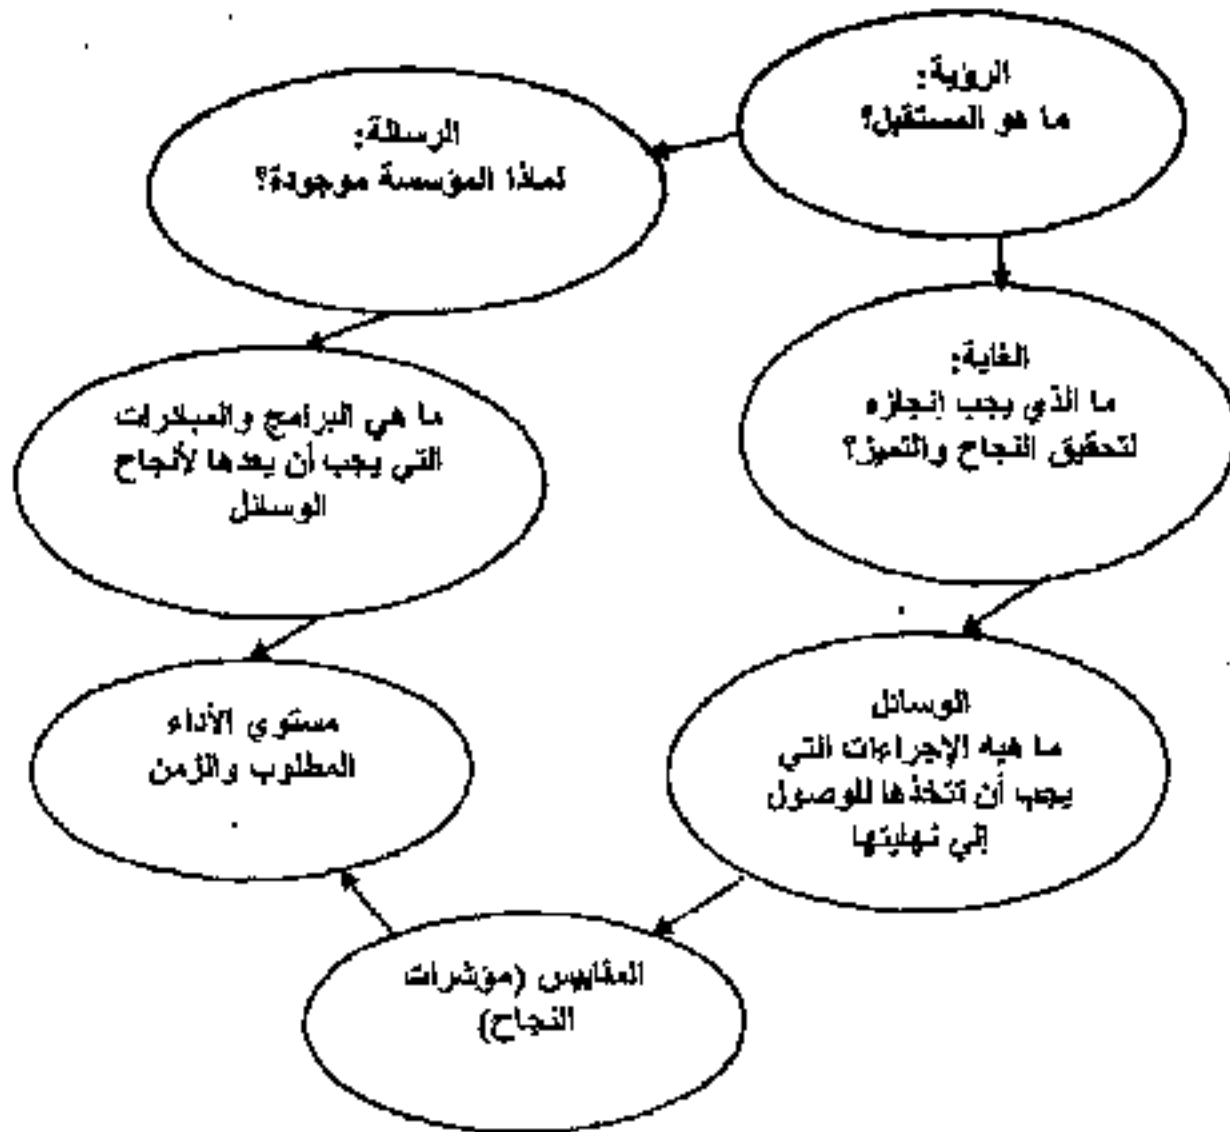 الرؤية:
ما هو المستقبل؟
الرسالة:
لماذا المؤسسة موجودة؟
الغاية:
ما الذي يجب إنجازه
لتحقيق النجاح والتميز؟
ما هي البرامج والمبادرات
التي يجب أن يعدها لأنجاح
الوسائل
الوسائل
ما هيه الإجراءات التي
يجب أن تتخذها للوصول
إلي نهايتها
مستوي الأداء
المطلوب والزمن
المقاييس (مؤشرات
النجاح)